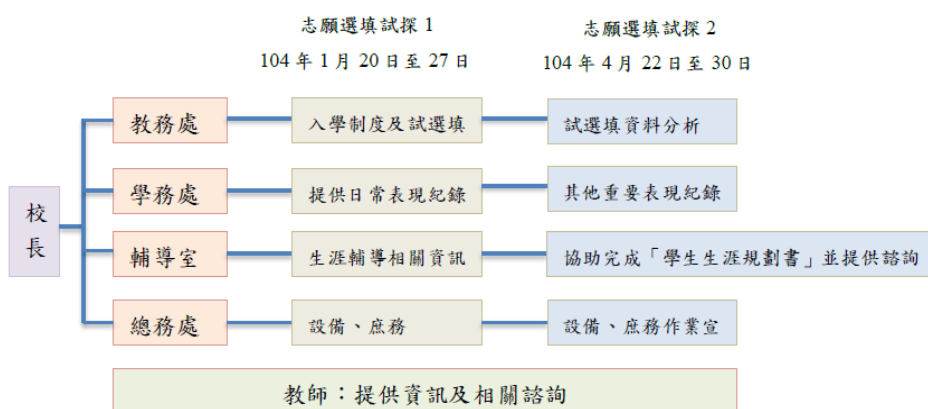 志願選填試探 1
104 年 1 月 20 日至 27 日
志願選填試探 2
104 年 4 月 22 日至 30 日
校長
教務處
入學制度及試選填
試選填資料分析
學務處
提供日常表現紀錄
其他重要表現紀錄
輔導室
生涯輔導相關資訊
協助完成「學生生涯規劃書」並提供諮詢
總務處
設備、庶務
設備、庶務作業宣
教師：提供資訊及相關諮詢